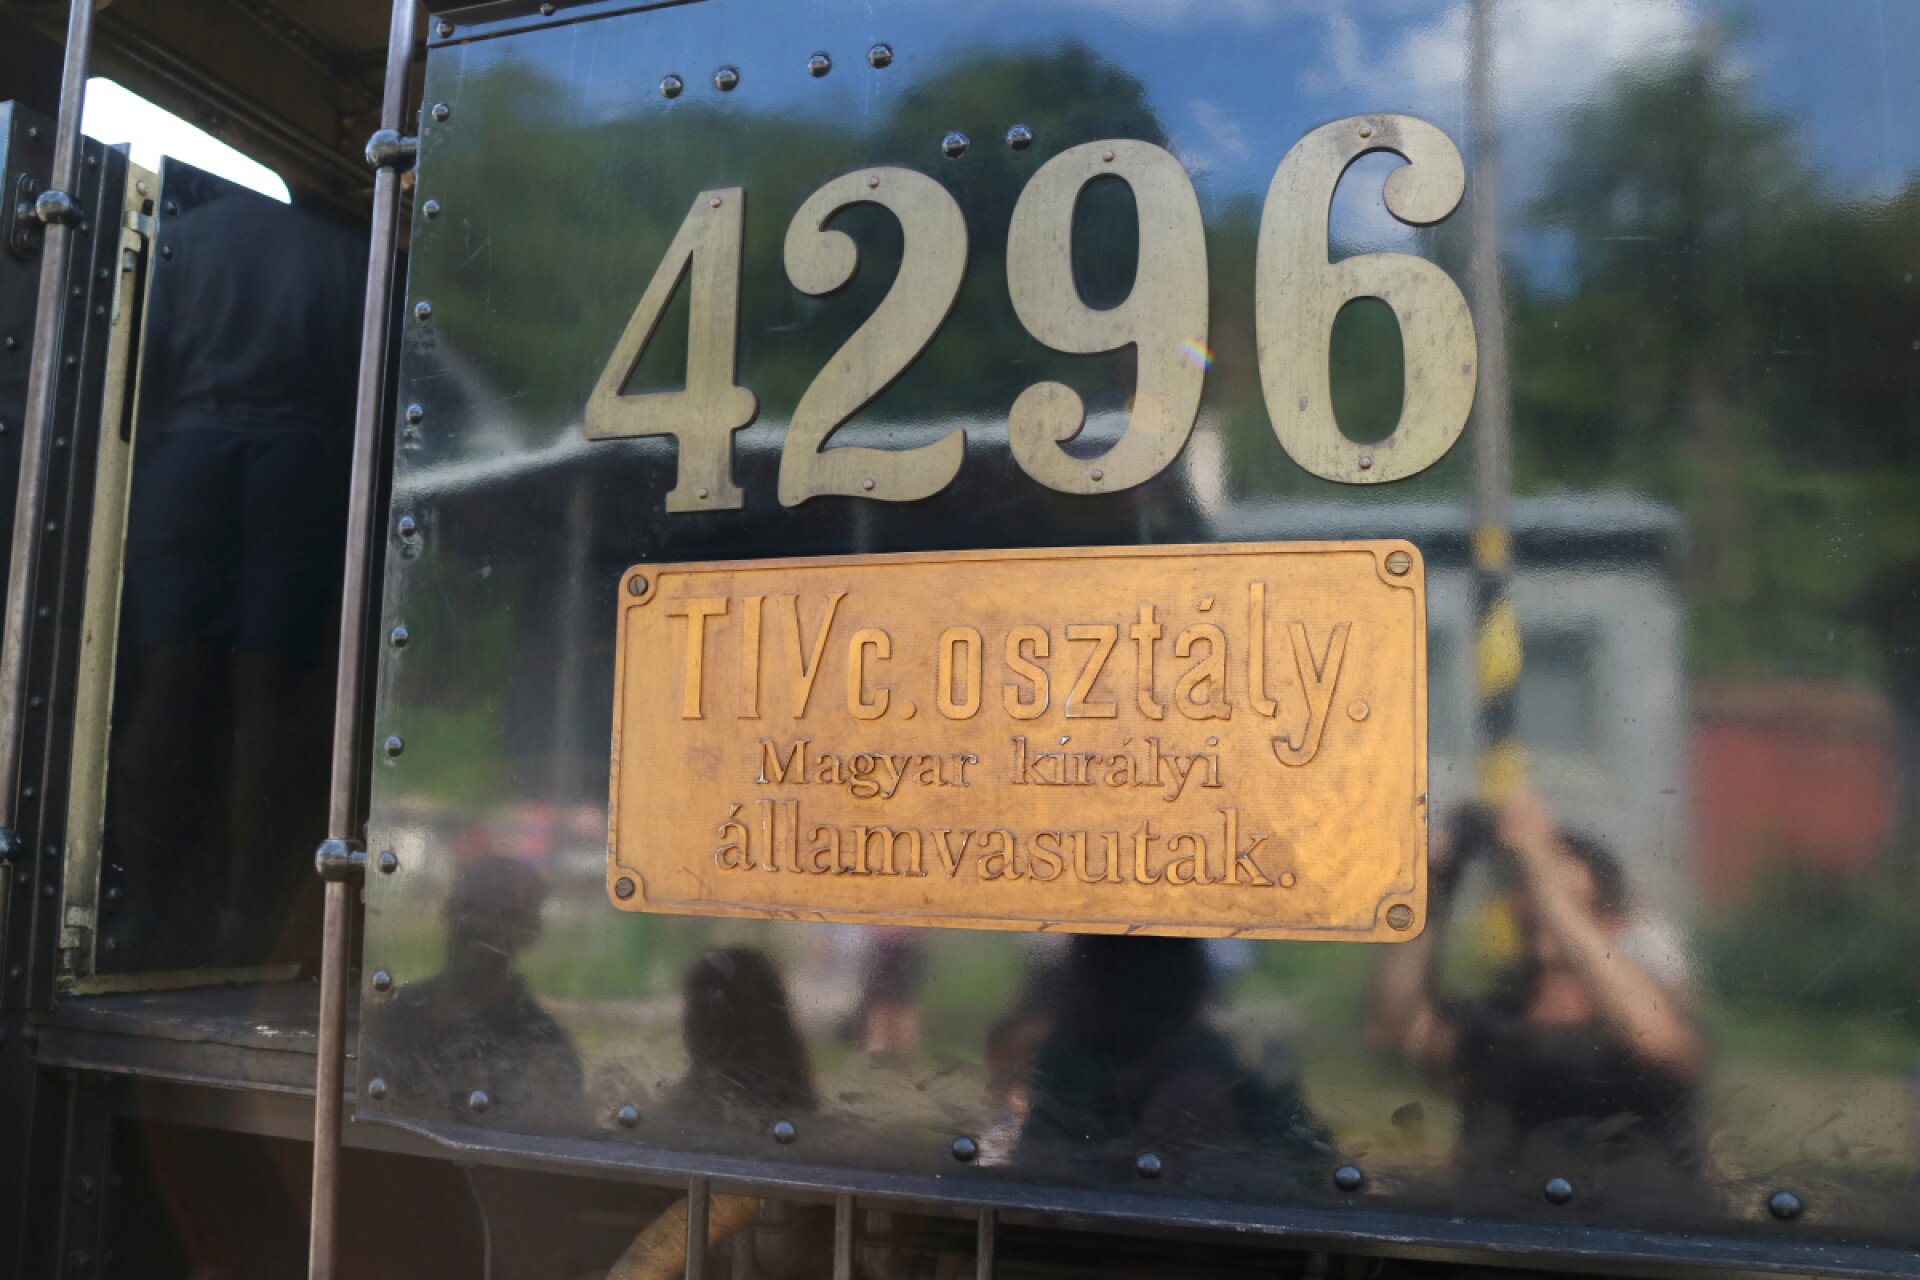 4296
TIVc. osztály.
Magyar királyi
államvasutak.